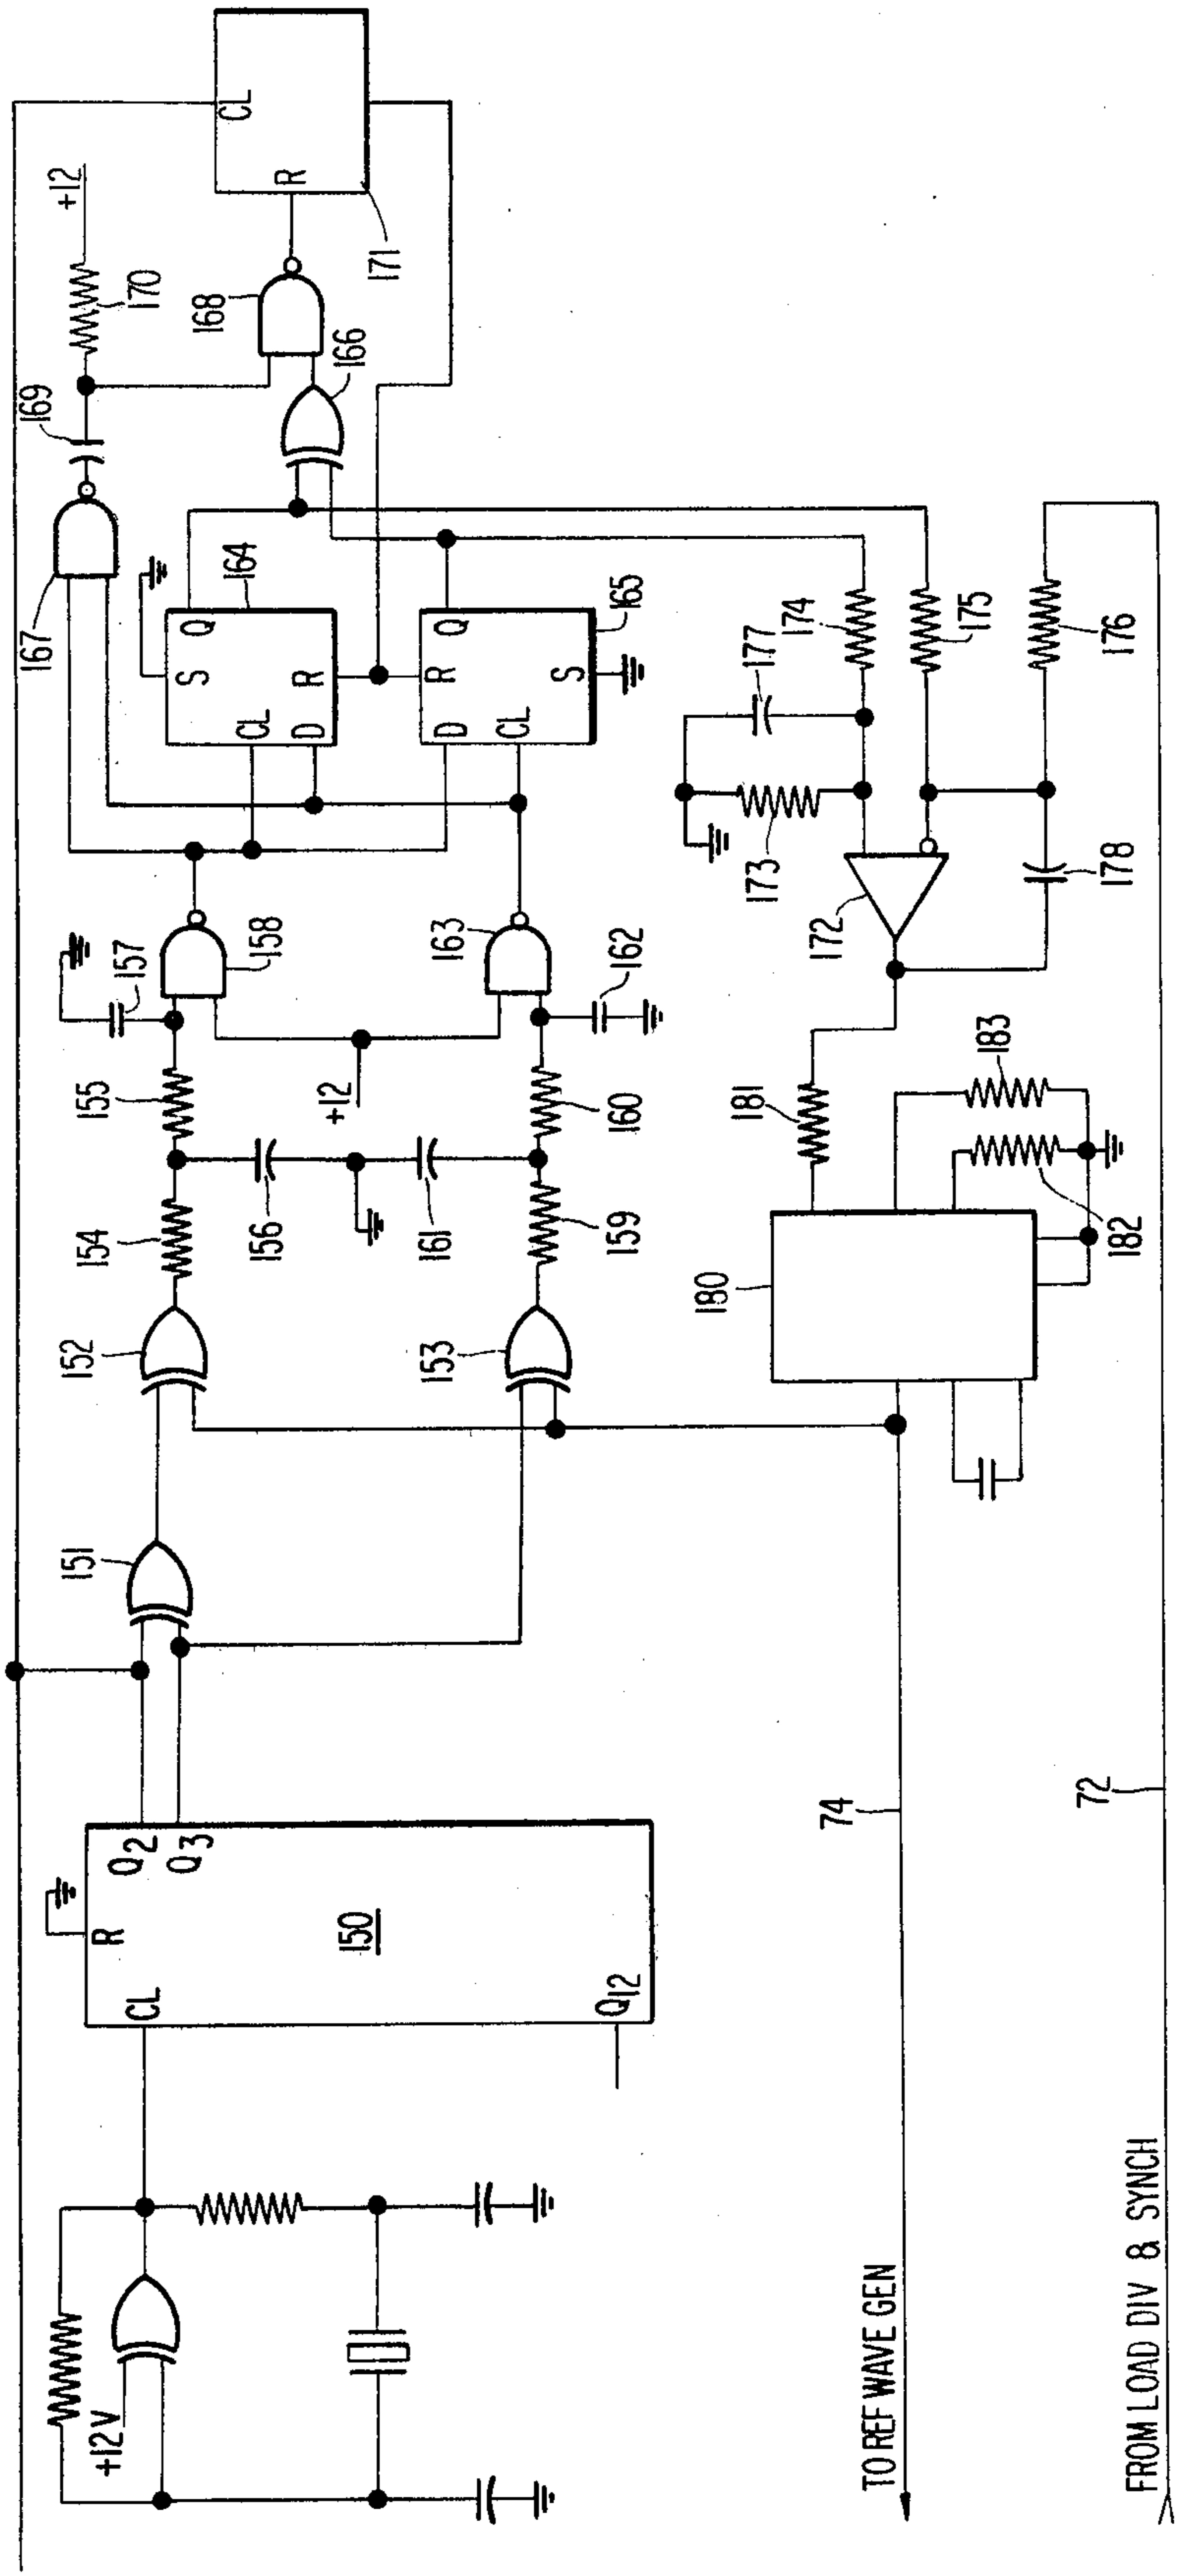 +12
CL
R
171
170
168
166
169
167
Q
164
S
R
CL
D
165
Q
R
S
D
CL
177
174
175
176
173
172
178
157
158
163
162
155
+12
160
181
183
154
156
161
159
182
180
152
153
151
Q2
Q3
R
150
CL
Q12
74
72
+12V
TO REF WAVE GEN
FROM LOAD DIV & SYNCH